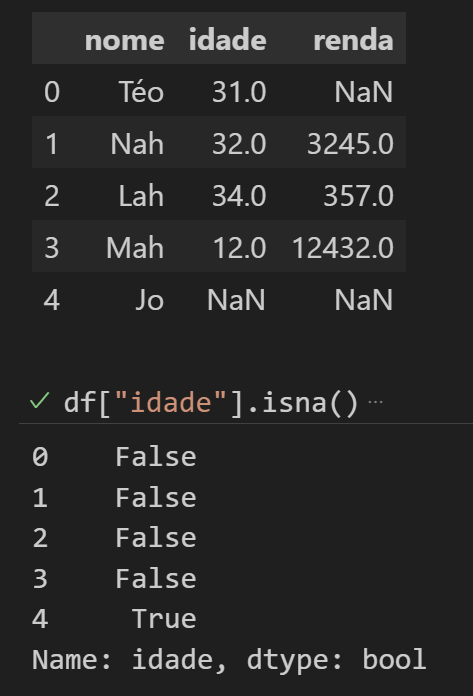 nome idade renda
0 Téo 31.0 NaN
1 Nah 32.0 3245.0
2 Lah 34.0 357.0
3 Mah 12.0 12432.0
4 Jo NaN NaN
✓ df["idade"].isna() ···
0 False
1 False
2 False
3 False
4 True
Name: idade, dtype: bool